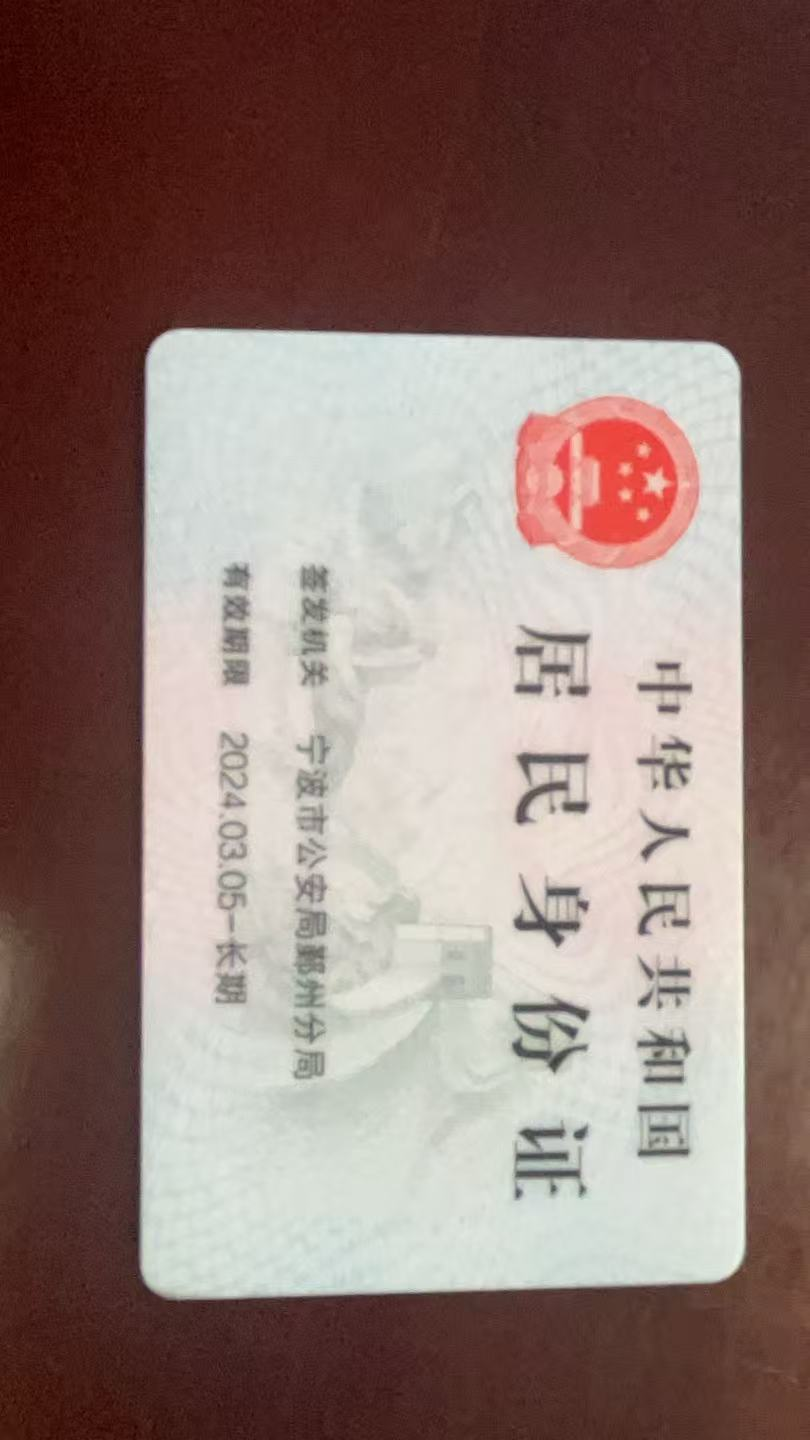 中华人民共和国
居民身份证
签发机关 宁波市公安局鄞州分局
有效期限 2024.03.05-长期